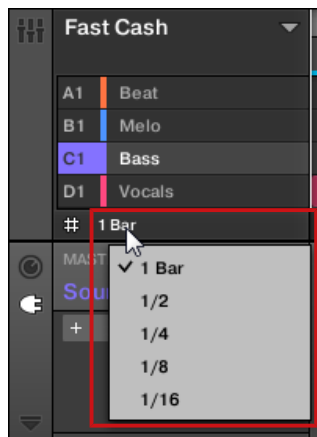 Fast Cash
A1 Beat
B1 Melo
C1 Bass
D1 Vocals
# 1 Bar
✓ 1 Bar
1/2
1/4
1/8
1/16
+